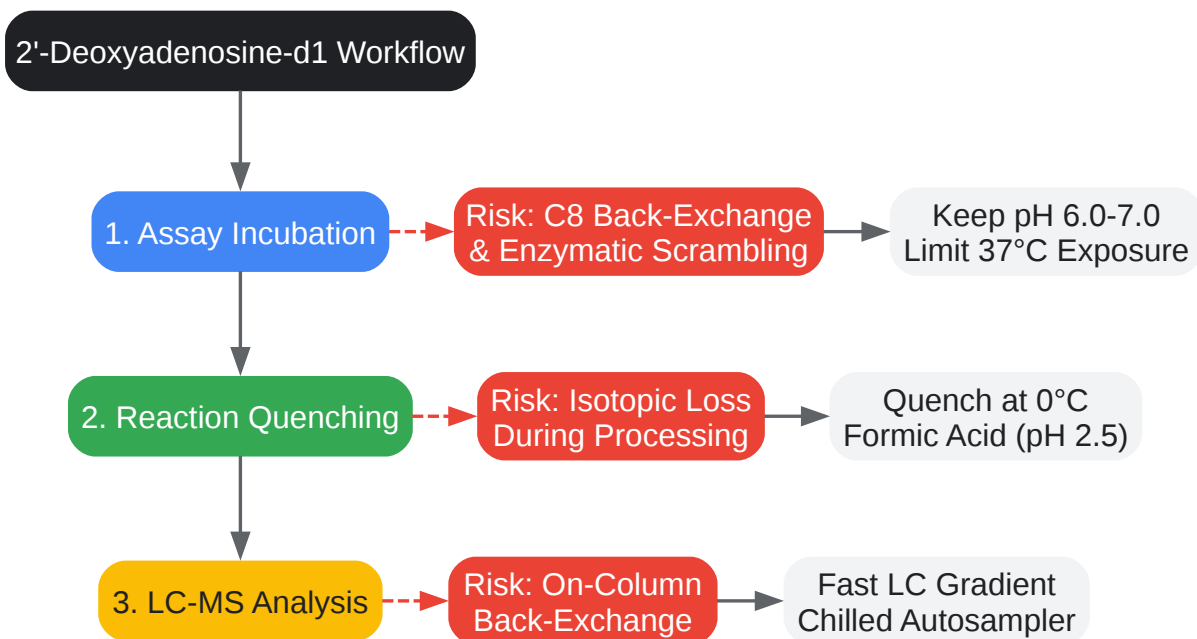 2'-Deoxyadenosine-d1 Workflow
1. Assay Incubation
Risk: C8 Back-Exchange
& Enzymatic Scrambling
Keep pH 6.0-7.0
Limit 37°C Exposure
2. Reaction Quenching
Risk: Isotopic Loss
During Processing
Quench at 0°C
Formic Acid (pH 2.5)
3. LC-MS Analysis
Risk: On-Column
Back-Exchange
Fast LC Gradient
Chilled Autosampler